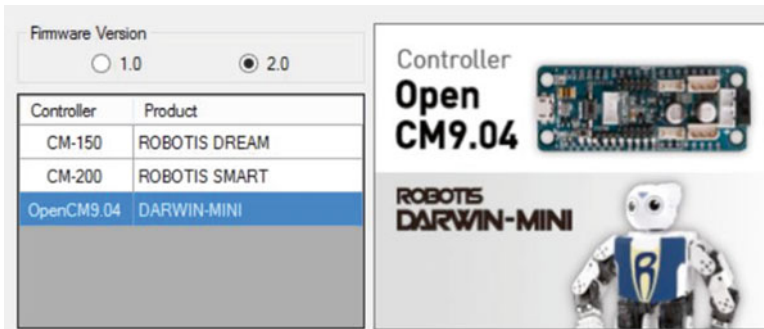 Firmware Version
1.0
2.0
Controller Product
CM-150 ROBOTIS DREAM
CM-200 ROBOTIS SMART
OpenCM9.04 DARWIN-MINI
Controller
Open
CM9.04
ROBOTIS
DARWIN-MINI